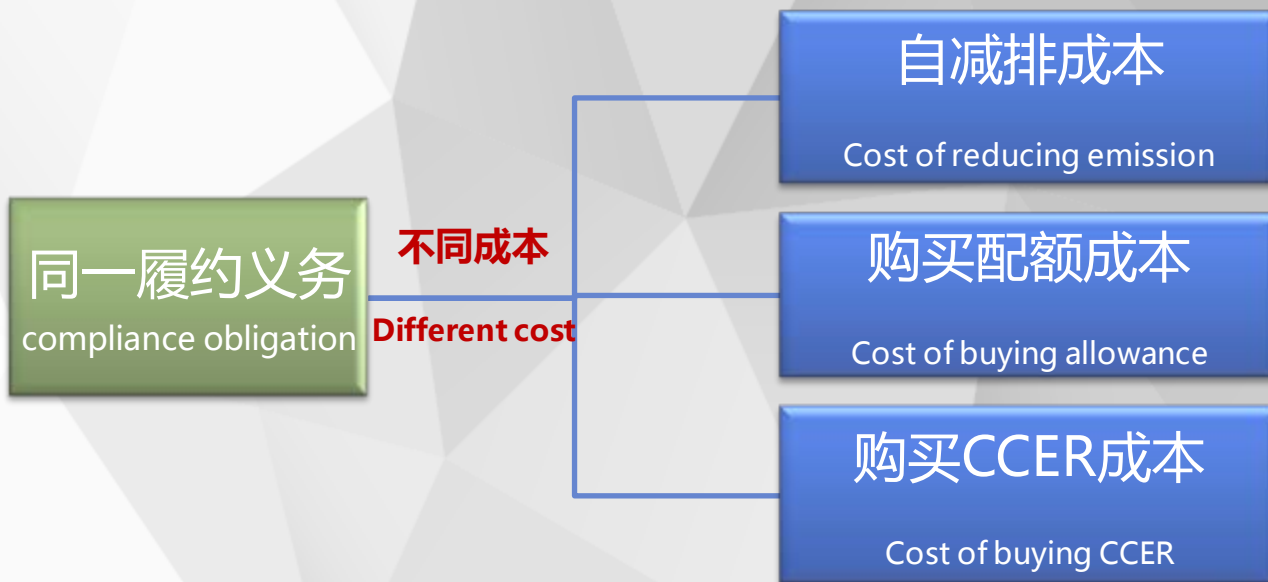 同一履约义务
compliance obligation
不同成本
Different cost
自减排成本
Cost of reducing emission
购买配额成本
Cost of buying allowance
购买CCER成本
Cost of buying CCER